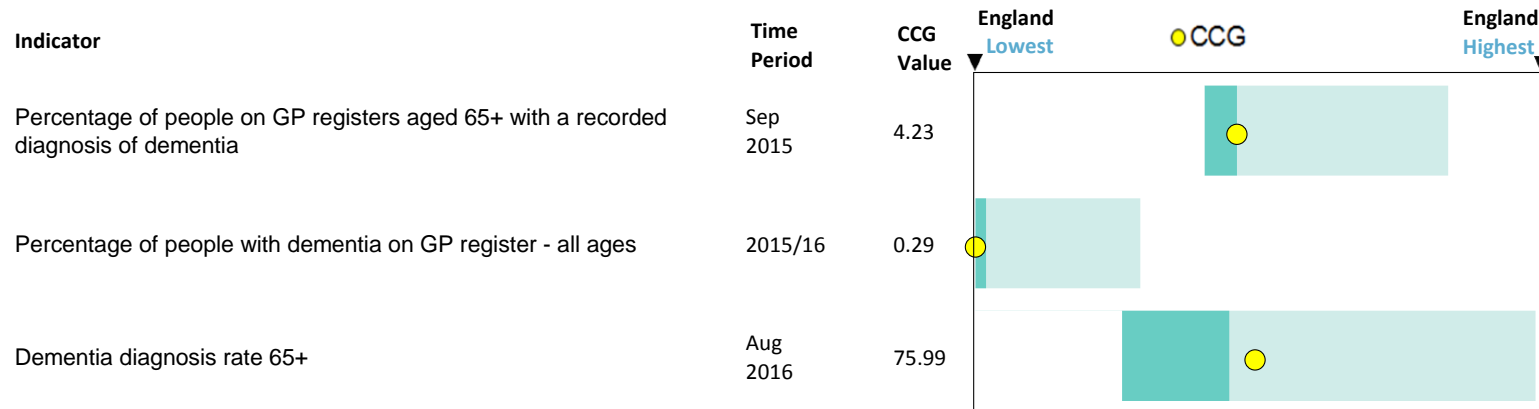 Indicator
Time
Period
CCG
Value
England
Lowest
CCG
England
Highest
Percentage of people on GP registers aged 65+ with a recorded
diagnosis of dementia
Sep
2015
4.23
Percentage of people with dementia on GP register - all ages
2015/16
0.29
Dementia diagnosis rate 65+
Aug
2016
75.99